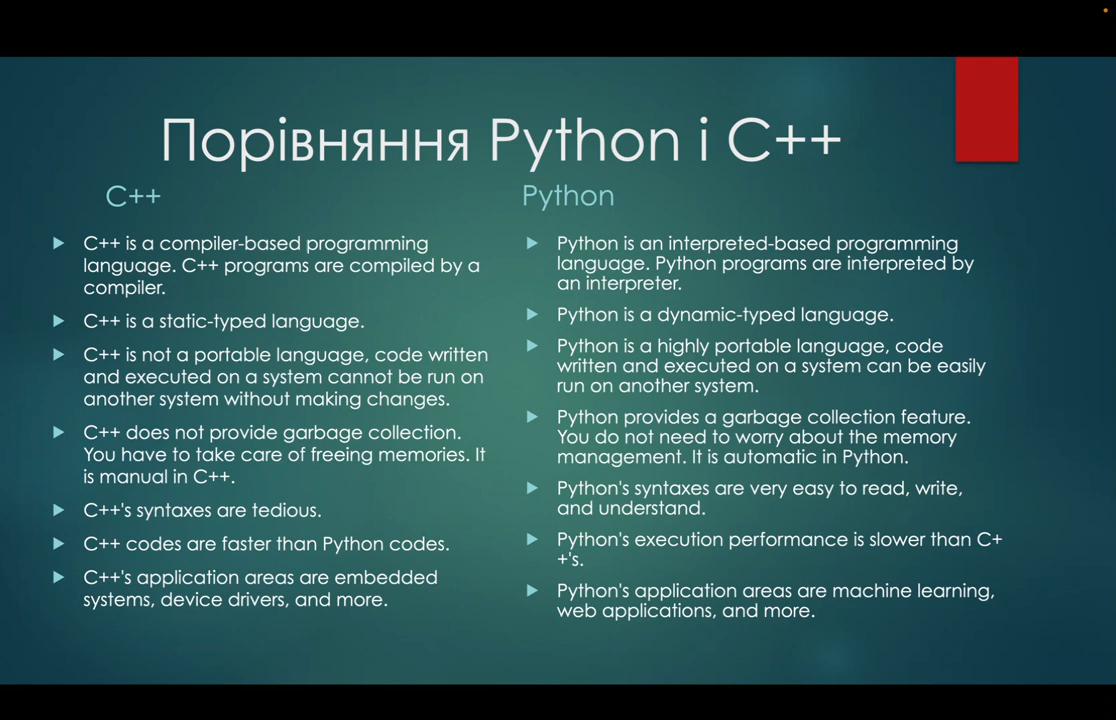 Порівняння Python і C++
C++
C++ is a compiler-based programming
language. C++ programs are compiled by a
compiler.
C++ is a static-typed language.
C++ is not a portable language, code written
and executed on a system cannot be run on
another system without making changes.
C++ does not provide garbage collection.
You have to take care of freeing memories. It
is manual in C++.
C++'s syntaxes are tedious.
C++ codes are faster than Python codes.
C++'s application areas are embedded
systems, device drivers, and more.
Python
Python is an interpreted-based programming
language. Python programs are interpreted by
an interpreter.
Python is a dynamic-typed language.
Python is a highly portable language, code
written and executed on a system can be easily
run on another system.
Python provides a garbage collection feature.
You do not need to worry about the memory
management. It is automatic in Python.
Python's syntaxes are very easy to read, write,
and understand.
Python's execution performance is slower than C+
+'s.
Python's application areas are machine learning,
web applications, and more.